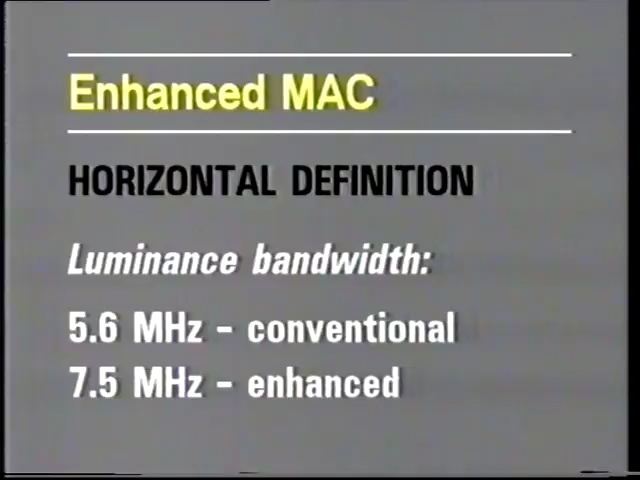 Enhanced MAC
HORIZONTAL DEFINITION
Luminance bandwidth:
5.6 MHz - conventional
7.5 MHz - enhanced